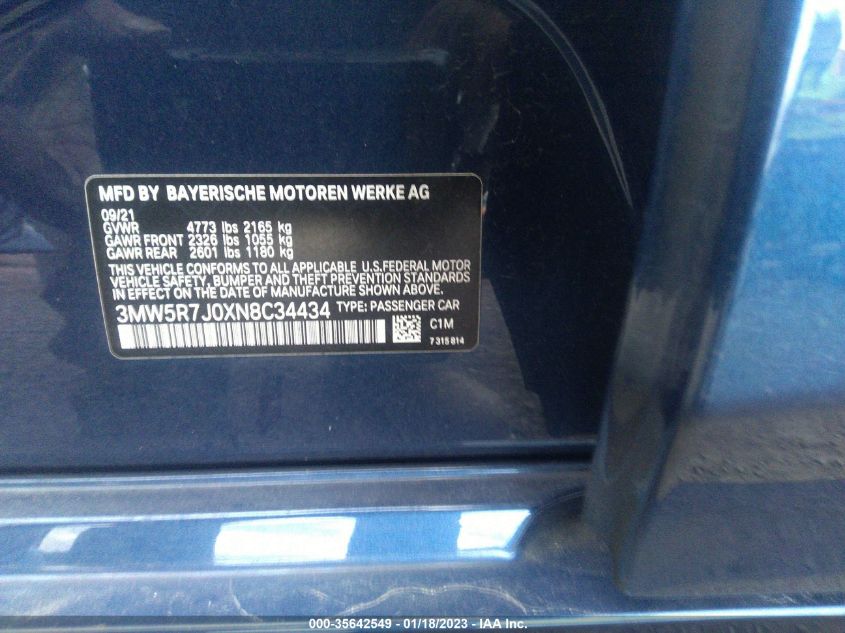 MFD BY BAYERISCHE MOTOREN WERKE AG
09/21
GVWR 4773 lbs 2165 kg
GAWR FRONT 2326 lbs 1055 kg
GAWR REAR 2601 lbs 1180 kg
THIS VEHICLE CONFORMS TO ALL APPLICABLE U.S.FEDERAL MOTOR
VEHICLE SAFETY, BUMPER AND THEFT PREVENTION STANDARDS
IN EFFECT ON THE DATE OF MANUFACTURE SHOWN ABOVE.
3MW5R7J0XN8C34434 TYPE: PASSENGER CAR
C1M
7315814
000-35642549 / 01/18/2023 - IAA Inc.